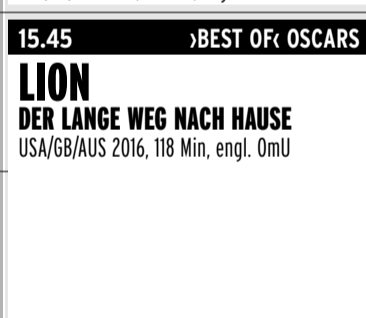 15.45 ›BEST OF‹ OSCARS
LION
DER LANGE WEG NACH HAUSE
USA/GB/AUS 2016, 118 Min, engl. OmU